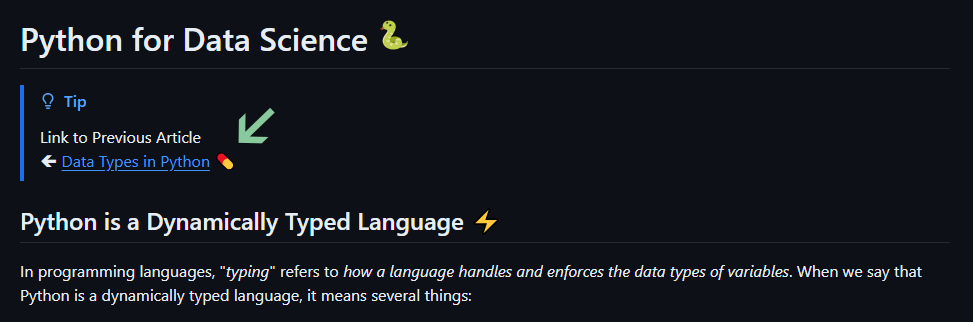 Python for Data Science 🐍
Tip
Link to Previous Article
🡰 Data Types in Python 💊
Python is a Dynamically Typed Language ⚡
In programming languages, "typing" refers to how a language handles and enforces the data types of variables. When we say that
Python is a dynamically typed language, it means several things: